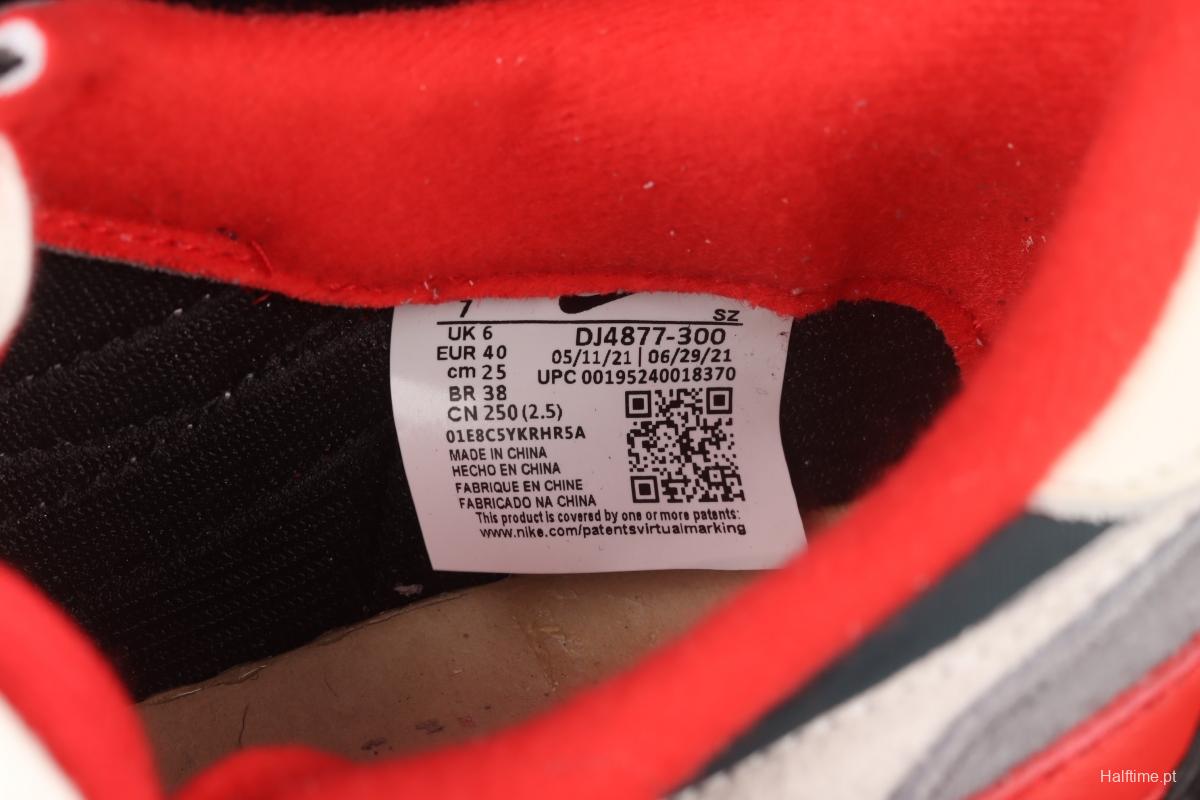 7
SZ
UK 6
DJ4877-300
EUR 40
05/11/21 | 06/29/21
cm 25
UPC 00195240018370
BR 38
CN 250 (2.5)
01E8C5YKRHR5A
MADE IN CHINA
HECHO EN CHINA
FABRIQUE EN CHINE
FABRICADO NA CHINA
This product is covered by one or more patents:
www.nike.com/patentsvirtualmarking
Halftime.pt